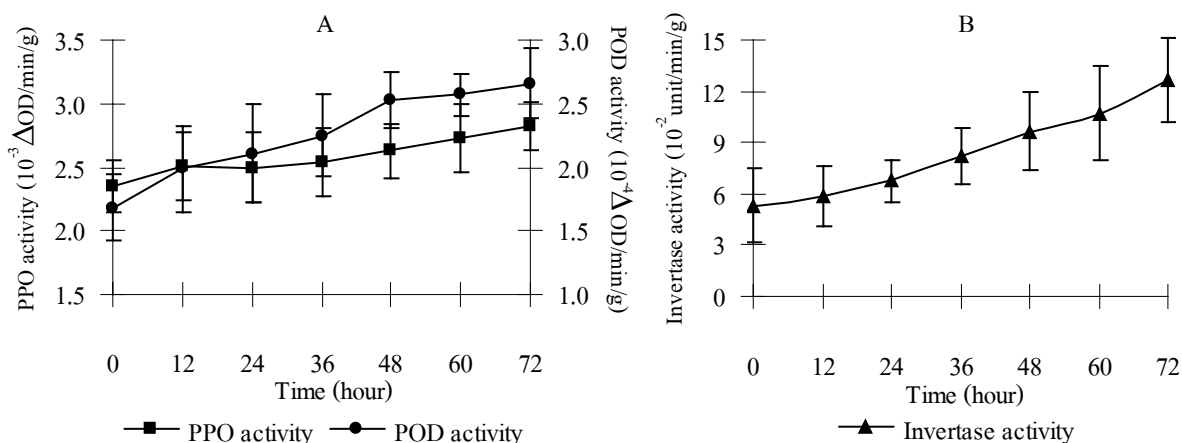 A
PPO activity (10⁻³ ΔOD/min/g)
3.5
3.0
2.5
2.0
1.5
POD activity (10⁻⁴Δ OD/min/g)
3.0
2.5
2.0
1.5
1.0
0 12 24 36 48 60 72
Time (hour)
PPO activity POD activity
B
Invertase activity (10⁻² unit/min/g)
15
12
9
6
3
0
0 12 24 36 48 60 72
Time (hour)
Invertase activity